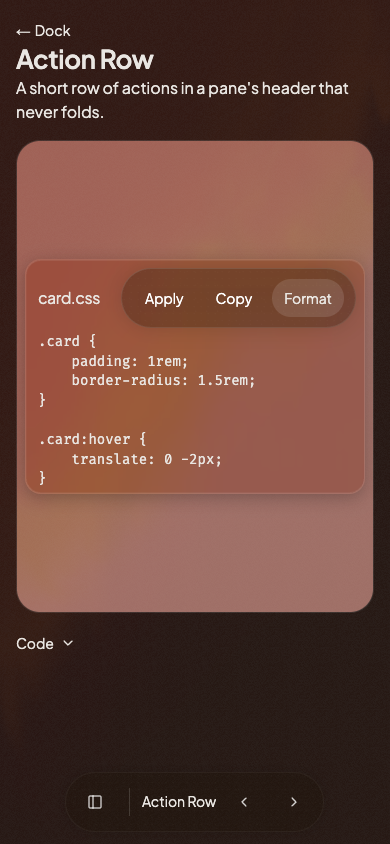 ← Dock
Action Row
A short row of actions in a pane's header that
never folds.
card.css
Apply
Copy
Format
.card {
    padding: 1rem;
    border-radius: 1.5rem;
}

.card:hover {
    translate: 0 -2px;
}
Code
Action Row